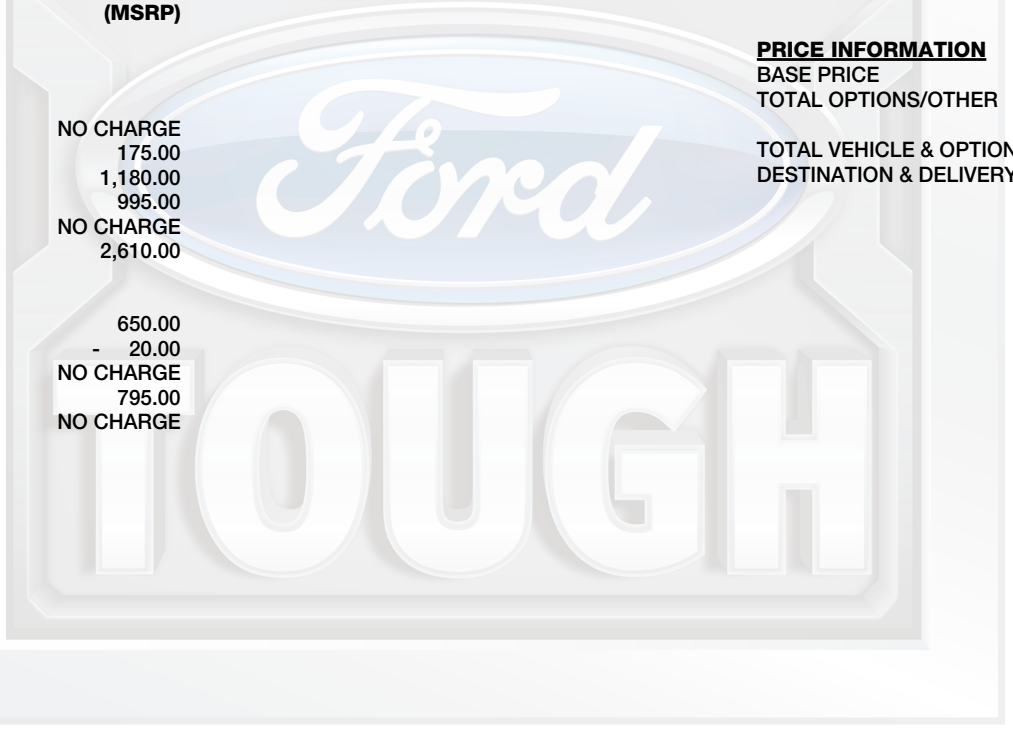 (MSRP)
NO CHARGE
175.00
1,180.00
995.00
NO CHARGE
2,610.00
650.00
- 20.00
NO CHARGE
795.00
NO CHARGE
PRICE INFORMATION
BASE PRICE
TOTAL OPTIONS/OTHER
TOTAL VEHICLE & OPTION
DESTINATION & DELIVERY
Ford
TOUGH